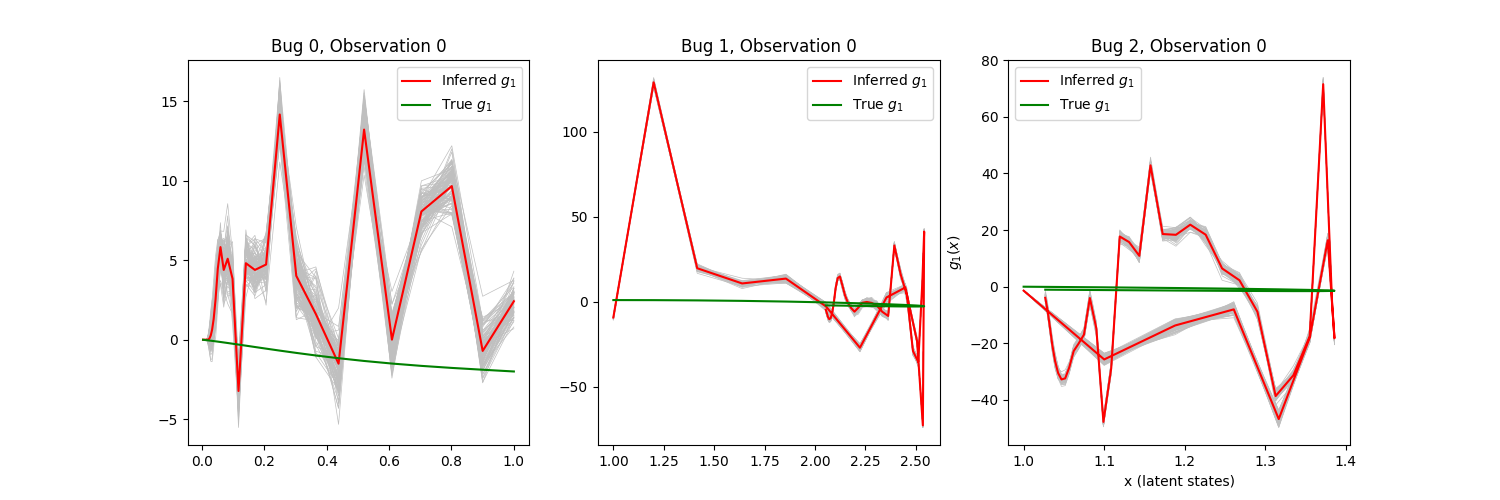 Bug 0, Observation 0
Inferred g₁
True g₁
15
10
5
0
−5
0.0 0.2 0.4 0.6 0.8 1.0
Bug 1, Observation 0
Inferred g₁
True g₁
100
50
0
−50
1.00 1.25 1.50 1.75 2.00 2.25 2.50
Bug 2, Observation 0
Inferred g₁
True g₁
g₁(x)
80
60
40
20
0
−20
−40
1.0 1.1 1.2 1.3 1.4
x (latent states)